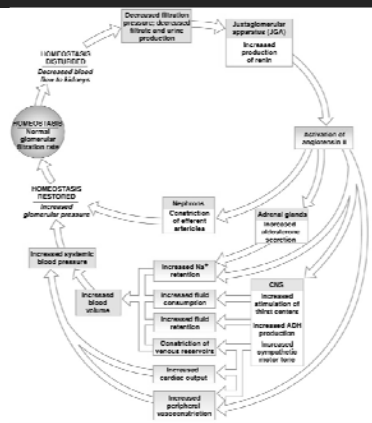 Decreased filtration
pressure; decreased
filtrate and urine
production
Juxtaglomerular
apparatus (JGA)
Increased
production
of renin
HOMEOSTASIS
DISTURBED
Decreased blood
flow to kidneys
HOMEOSTASIS
Normal
glomerular
filtration rate
Activation of
angiotensin II
HOMEOSTASIS
RESTORED
Increased
glomerular pressure
Nephrons
Constriction
of efferent
arterioles
Adrenal glands
Increased
aldosterone
secretion
Increased systemic
blood pressure
Increased Na+
retention
CNS
Increased
stimulation of
thirst centers
Increased
blood
volume
Increased fluid
consumption
Increased fluid
retention
Increased ADH
production
Constriction of
venous reservoirs
Increased
sympathetic
motor tone
Increased
cardiac output
Increased
peripheral
vasoconstriction